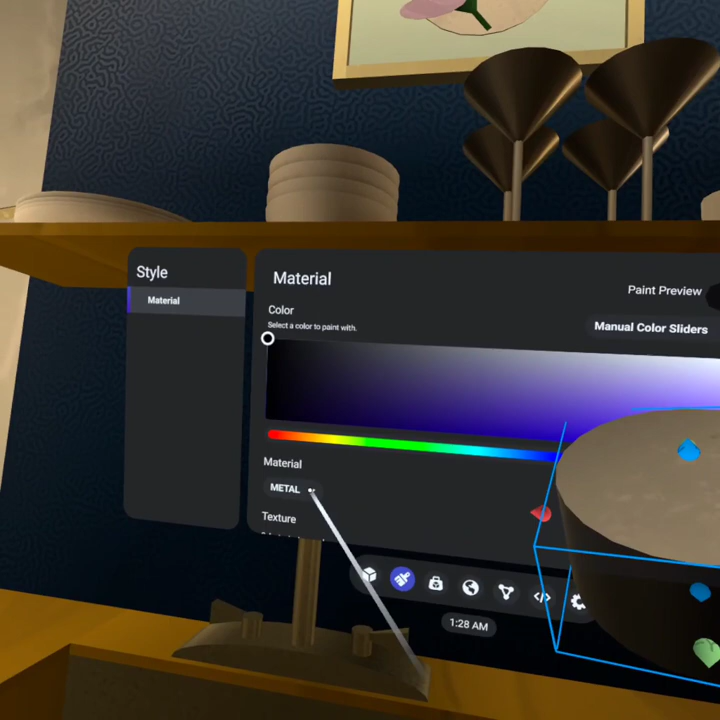 Style
Material
Material
Paint Preview
Color
Select a color to paint with.
Manual Color Sliders
Material
METAL
Texture
1:28 AM